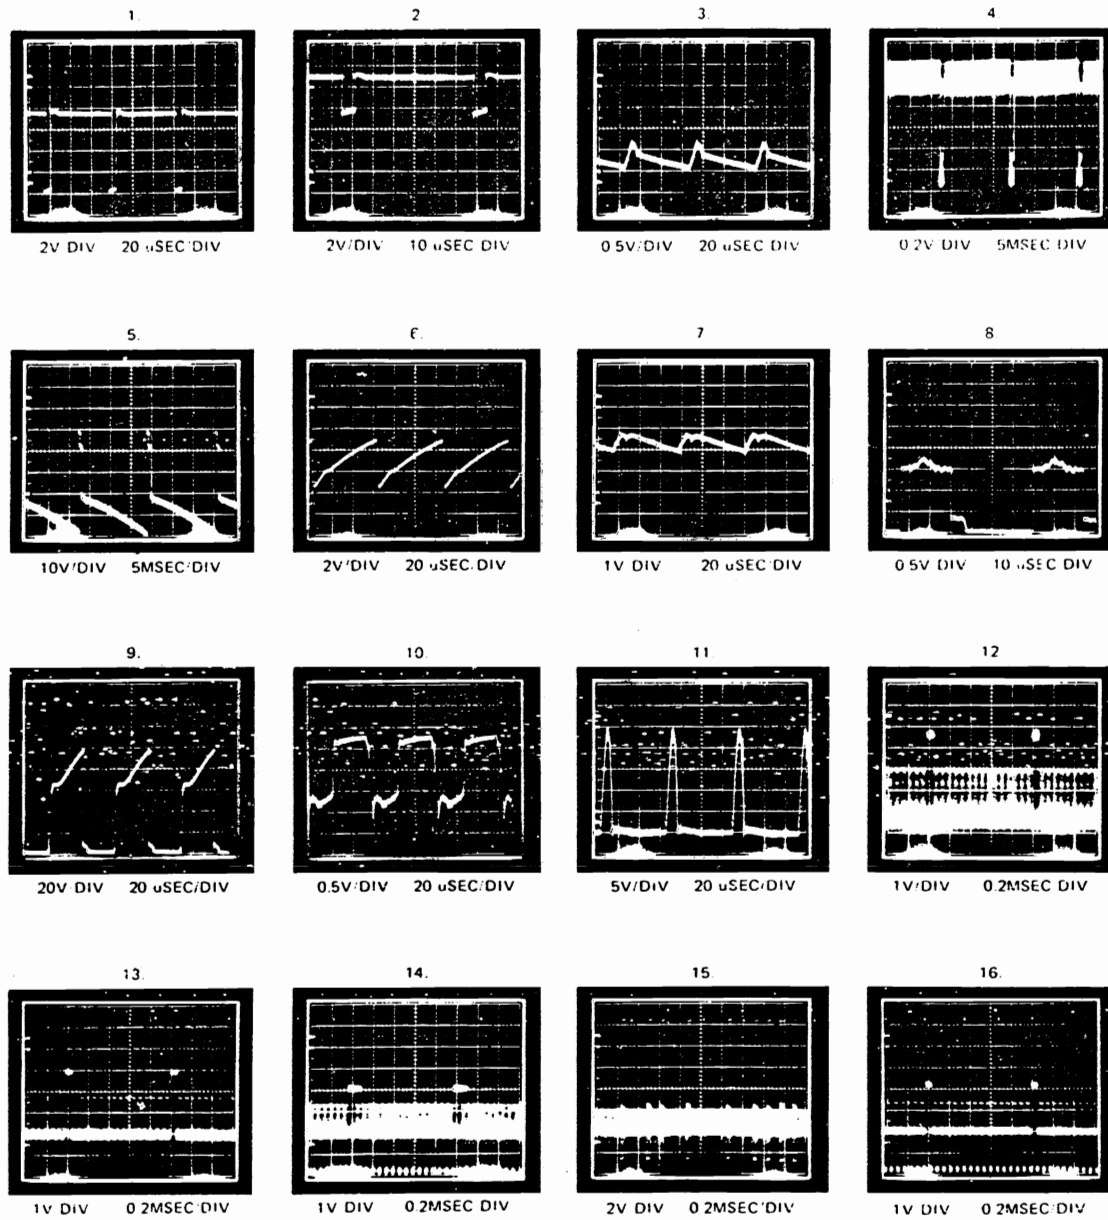 1.
2
3.
4
2V DIV 20 uSEC/DIV
2V/DIV 10 uSEC DIV
0 5V/DIV 20 uSEC DIV
0.2V DIV 5MSEC DIV
5.
6.
7
8
10V/DIV 5MSEC/DIV
2V/DIV 20 uSEC/DIV
1V DIV 20 uSEC DIV
0 5V DIV 10 uSEC DIV
9.
10.
11
12
20V DIV 20 uSEC/DIV
0.5V/DIV 20 uSEC/DIV
5V/DIV 20 uSEC/DIV
1V/DIV 0.2MSEC DIV
13.
14.
15.
16.
1V DIV 0 2MSEC/DIV
1V DIV 0.2MSEC DIV
2V DIV 0 2MSEC/DIV
1V DIV 0 2MSEC DIV